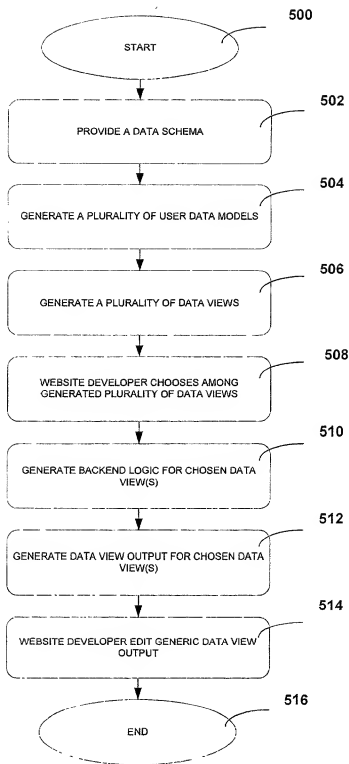 500
START
502
PROVIDE A DATA SCHEMA
504
GENERATE A PLURALITY OF USER DATA MODELS
506
GENERATE A PLURALITY OF DATA VIEWS
508
WEBSITE DEVELOPER CHOOSES AMONG
GENERATED PLURALITY OF DATA VIEWS
510
GENERATE BACKEND LOGIC FOR CHOSEN DATA
VIEW(S)
512
GENERATE DATA VIEW OUTPUT FOR CHOSEN DATA
VIEW(S)
514
WEBSITE DEVELOPER EDIT GENERIC DATA VIEW
OUTPUT
516
END